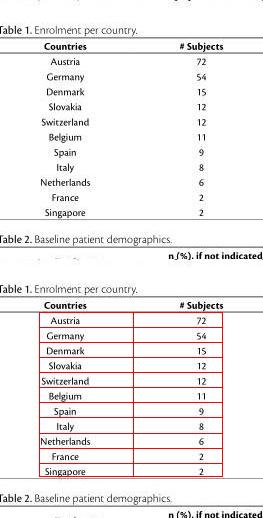 Table 1. Enrolment per country.
Countries # Subjects
Austria 72
Germany 54
Denmark 15
Slovakia 12
Switzerland 12
Belgium 11
Spain 9
Italy 8
Netherlands 6
France 2
Singapore 2
Table 2. Baseline patient demographics.
n (%), if not indicated
Table 1. Enrolment per country.
Countries # Subjects
Austria 72
Germany 54
Denmark 15
Slovakia 12
Switzerland 12
Belgium 11
Spain 9
Italy 8
Netherlands 6
France 2
Singapore 2
Table 2. Baseline patient demographics.
n (%), if not indicated